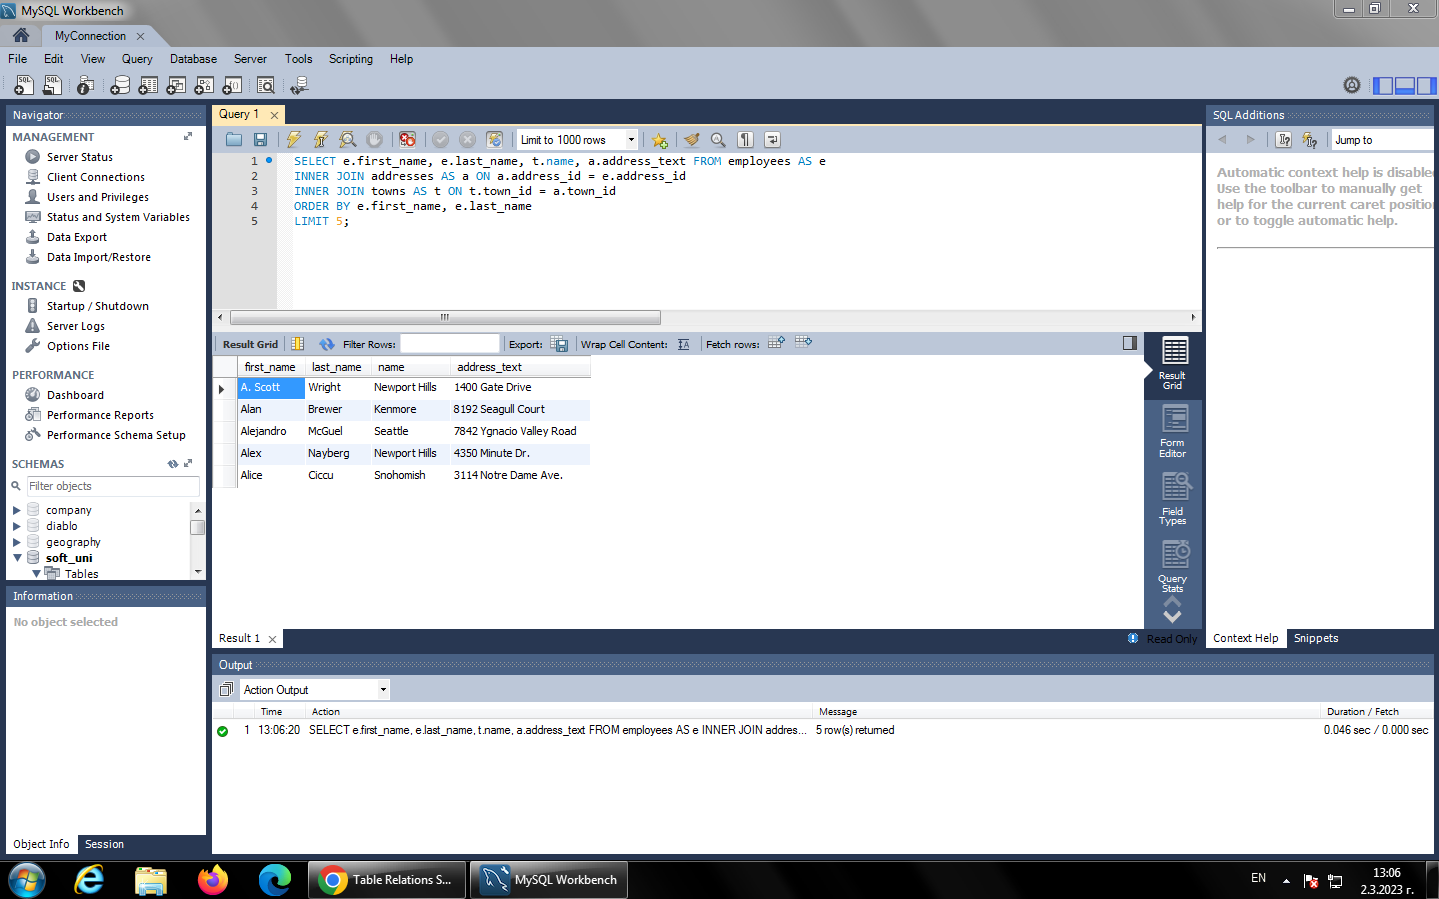 MySQL Workbench
MyConnection
File Edit View Query Database Server Tools Scripting Help
Navigator
MANAGEMENT
Server Status
Client Connections
Users and Privileges
Status and System Variables
Data Export
Data Import/Restore
INSTANCE
Startup / Shutdown
Server Logs
Options File
PERFORMANCE
Dashboard
Performance Reports
Performance Schema Setup
SCHEMAS
Filter objects
company
diablo
geography
soft_uni
Tables
Information
No object selected
Object Info Session
Query 1
Limit to 1000 rows
1 SELECT e.first_name, e.last_name, t.name, a.address_text FROM employees AS e
2 INNER JOIN addresses AS a ON a.address_id = e.address_id
3 INNER JOIN towns AS t ON t.town_id = a.town_id
4 ORDER BY e.first_name, e.last_name
5 LIMIT 5;
Result Grid Filter Rows: Export: Wrap Cell Content: Fetch rows:
first_name last_name name address_text
A. Scott Wright Newport Hills 1400 Gate Drive
Alan Brewer Kenmore 8192 Seagull Court
Alejandro McGuel Seattle 7842 Ygnacio Valley Road
Alex Nayberg Newport Hills 4350 Minute Dr.
Alice Ciccu Snohomish 3114 Notre Dame Ave.
Result
Grid
Form
Editor
Field
Types
Query
Stats
Result 1
Read Only
SQL Additions
Jump to
Automatic context help is disable
Use the toolbar to manually get
help for the current caret position
or to toggle automatic help.
Context Help Snippets
Output
Action Output
Time Action Message Duration / Fetch
1 13:06:20 SELECT e.first_name, e.last_name, t.name, a.address_text FROM employees AS e INNER JOIN addres... 5 row(s) returned 0.046 sec / 0.000 sec
Table Relations S...
MySQL Workbench
EN
13:06
2.3.2023 г.